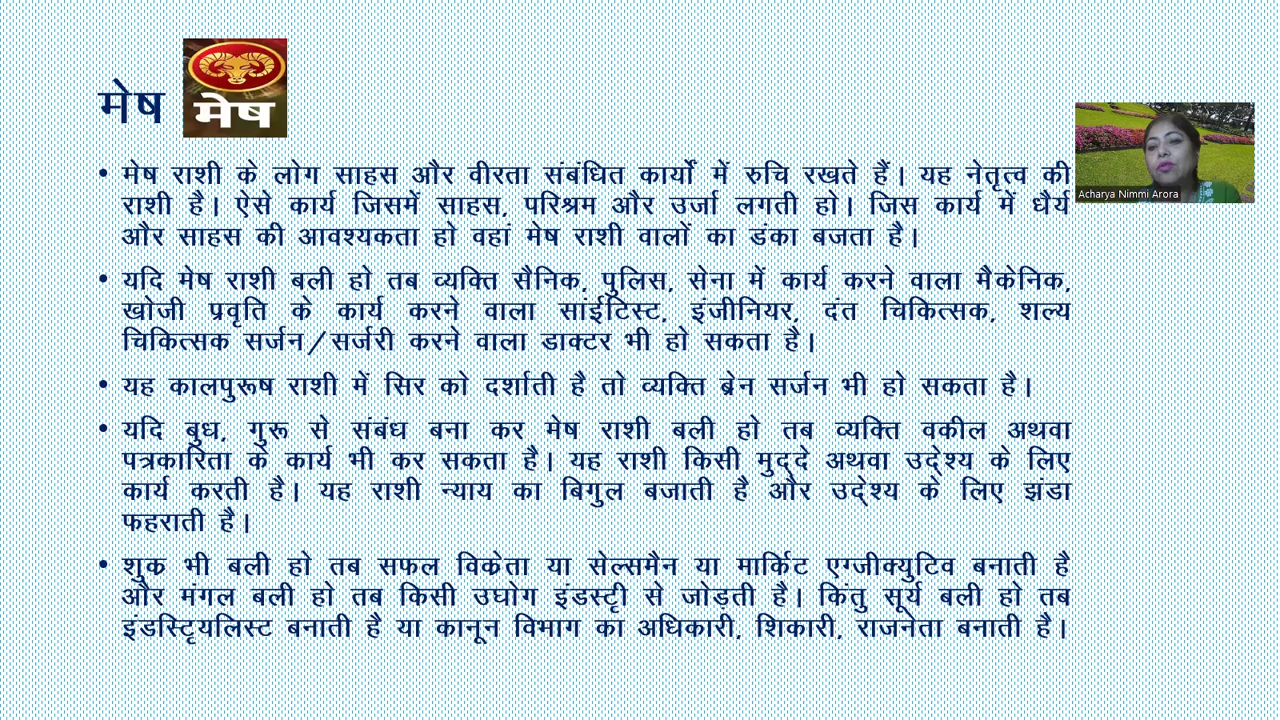 मेष
मेष
• मेष राशी के लोग साहस और वीरता संबंधित कार्यों में रुचि रखते हैं। यह नेतृत्व की
राशी है। ऐसे कार्य जिसमें साहस, परिश्रम और उर्जा लगती हो। जिस कार्य में धैर्य
और साहस की आवश्यकता हो वहां मेष राशी वालों का डंका बजता है।
• यदि मेष राशी बली हो तब व्यक्ति सैनिक, पुलिस, सेना में कार्य करने वाला मैकेनिक,
खोजी प्रवृति के कार्य करने वाला सांईटिस्ट, इंजीनियर, दंत चिकित्सक, शल्य
चिकित्सक सर्जन/सर्जरी करने वाला डाक्टर भी हो सकता है।
• यह कालपुरूष राशी में सिर को दर्शाती है तो व्यक्ति ब्रेन सर्जन भी हो सकता है।
• यदि बुध, गुरू से संबंध बना कर मेष राशी बली हो तब व्यक्ति वकील अथवा
पत्रकारिता के कार्य भी कर सकता है। यह राशी किसी मुद्दे अथवा उद्देश्य के लिए
कार्य करती है। यह राशी न्याय का बिगुल बजाती है और उद्देश्य के लिए झंडा
फहराती है।
• शुक्र भी बली हो तब सफल विक्रेता या सेल्समैन या मार्किट एग्जीक्युटिव बनाती है
और मंगल बली हो तब किसी उघोग इंडस्ट्री से जोड़ती है। किंतु सूर्य बली हो तब
इंडस्ट्रियलिस्ट बनाती है या कानून विभाग का अधिकारी, शिकारी, राजनेता बनाती है।
Acharya Nimmi Arora